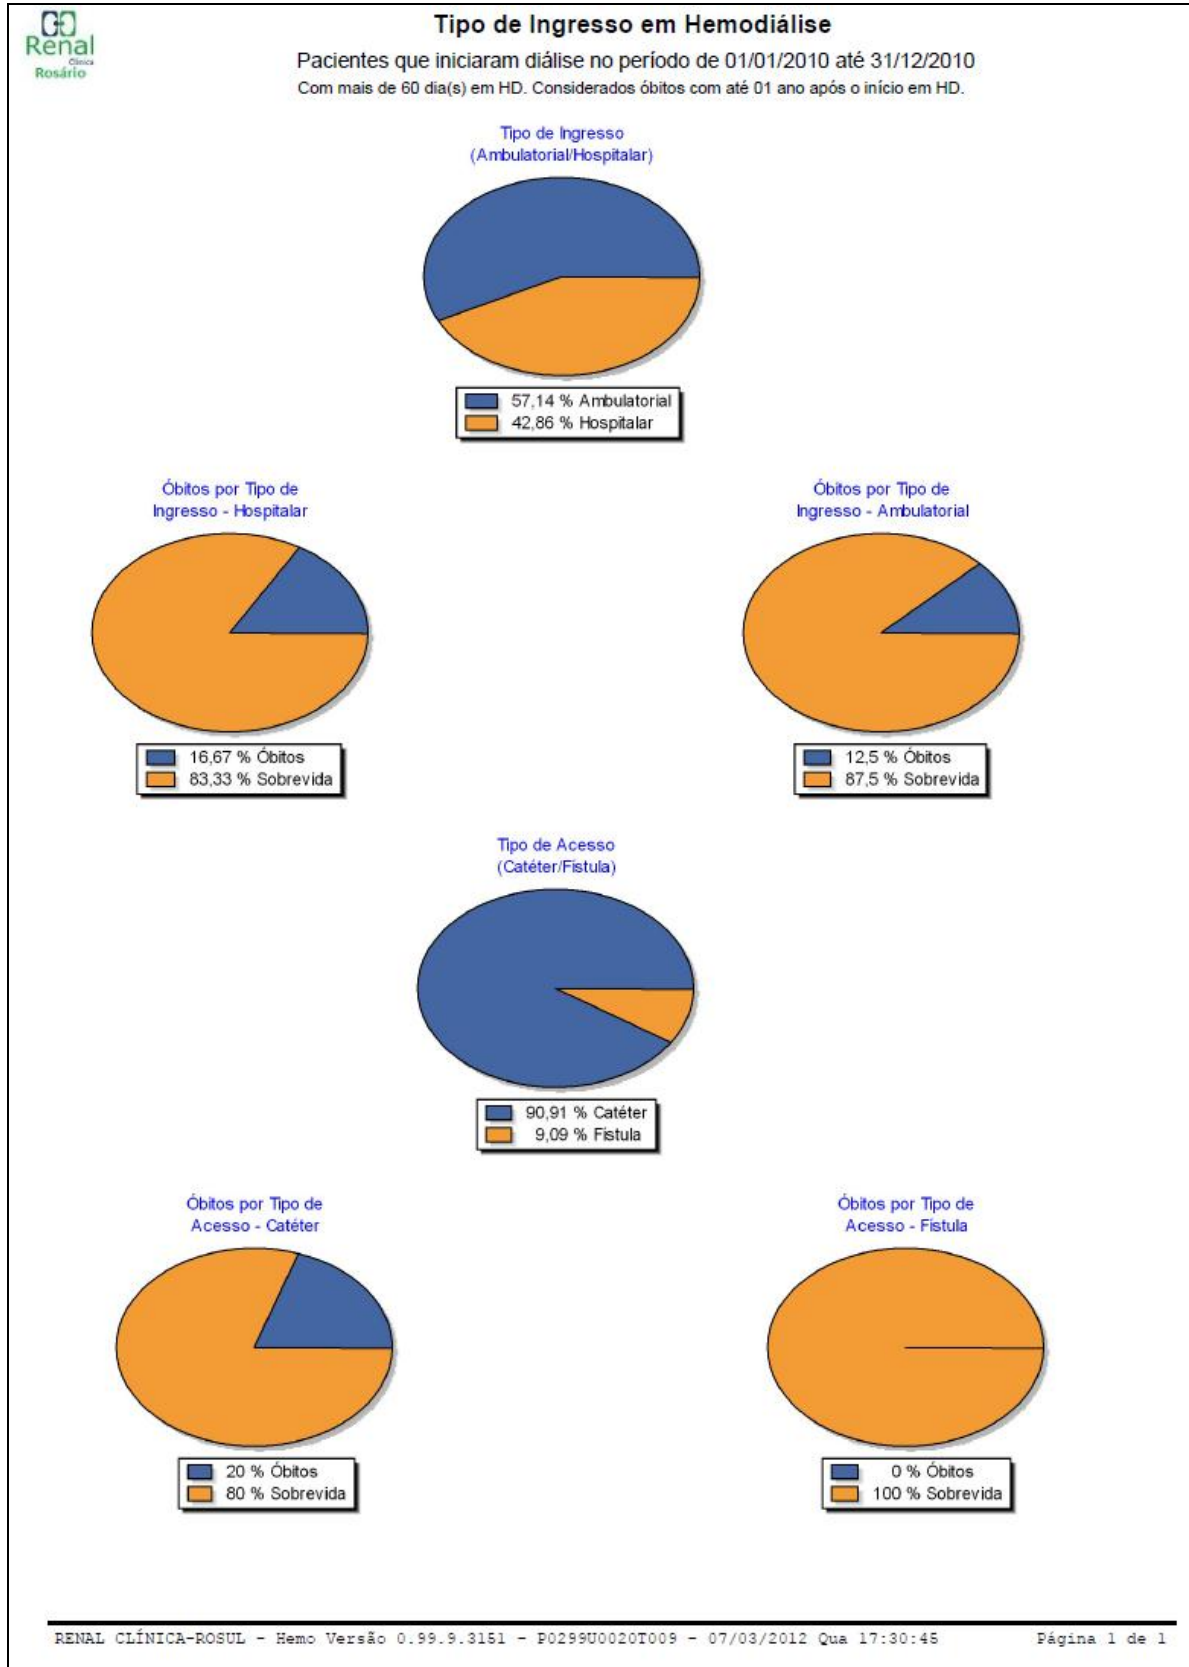 Renal
Clínica
Rosário
Tipo de Ingresso em Hemodiálise
Pacientes que iniciaram diálise no período de 01/01/2010 até 31/12/2010
Com mais de 60 dia(s) em HD. Considerados óbitos com até 01 ano após o início em HD.
Tipo de Ingresso
(Ambulatorial/Hospitalar)
57,14 % Ambulatorial
42,86 % Hospitalar
Óbitos por Tipo de
Ingresso - Hospitalar
16,67 % Óbitos
83,33 % Sobrevida
Óbitos por Tipo de
Ingresso - Ambulatorial
12,5 % Óbitos
87,5 % Sobrevida
Tipo de Acesso
(Catéter/Fístula)
90,91 % Catéter
9,09 % Fístula
Óbitos por Tipo de
Acesso - Catéter
20 % Óbitos
80 % Sobrevida
Óbitos por Tipo de
Acesso - Fístula
0 % Óbitos
100 % Sobrevida
RENAL CLÍNICA-ROSUL - Hemo Versão 0.99.9.3151 - P0299U0020T009 - 07/03/2012 Qua 17:30:45 Página 1 de 1